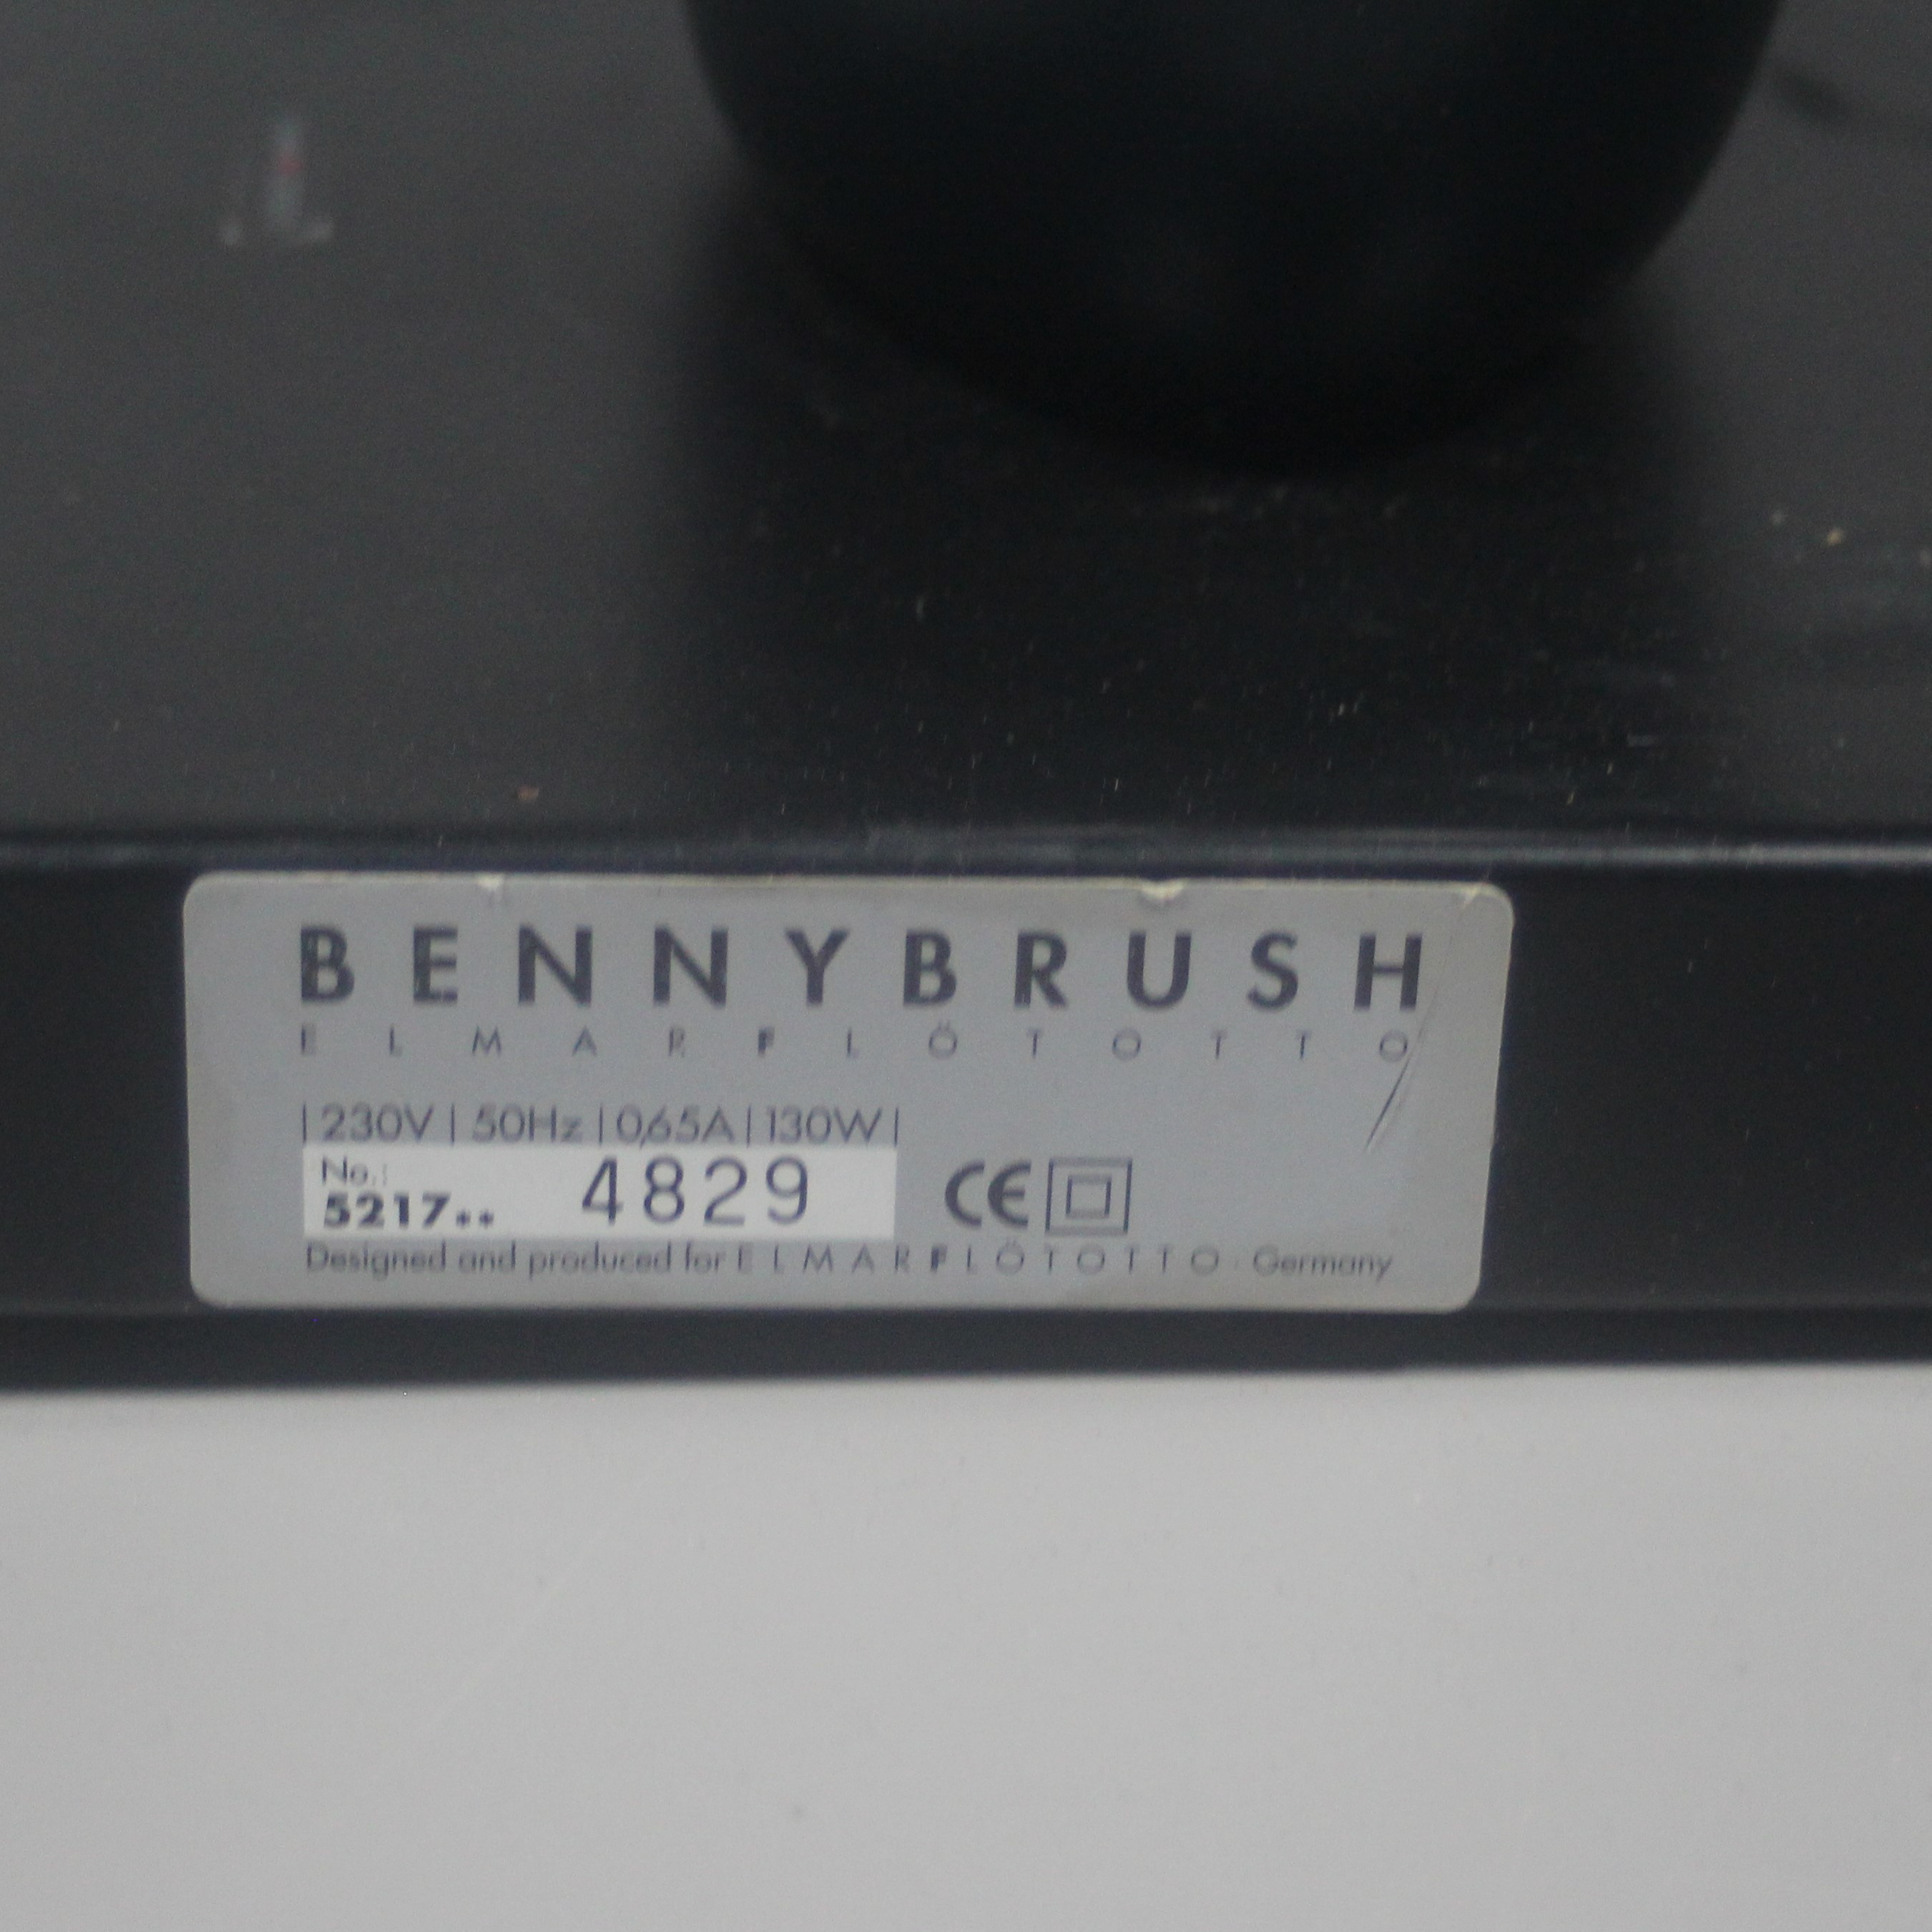 BENNYBRUSH
ELMARFLÖTOTTO
|230V|50Hz|0,65A|130W|
No.: 4829
5217**
CE
Designed and produced for ELMARFLÖTOTTO · Germany